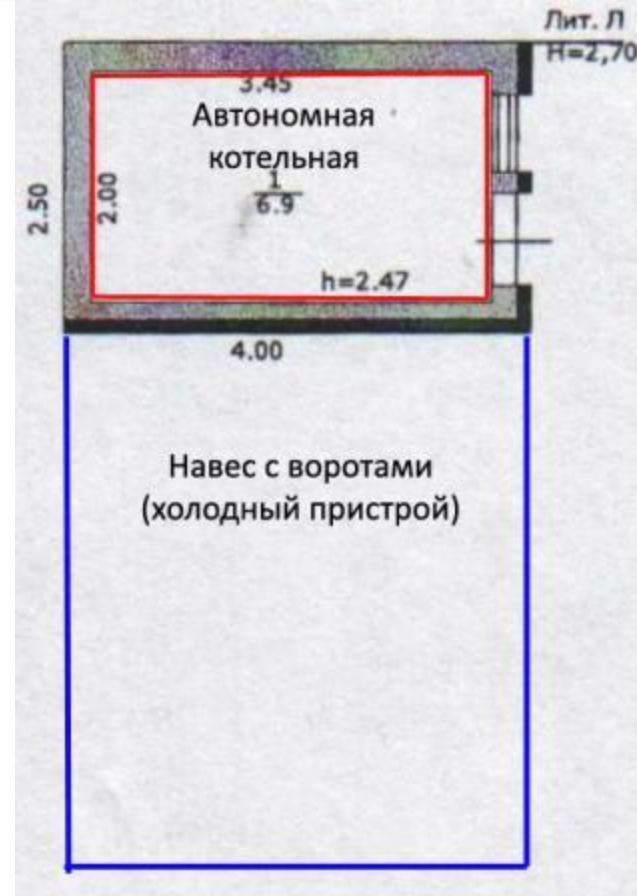 Лит. Л
H=2,70
3.45
Автономная
котельная
1
6.9
2.00
2.50
h=2.47
4.00
Навес с воротами
(холодный пристрой)